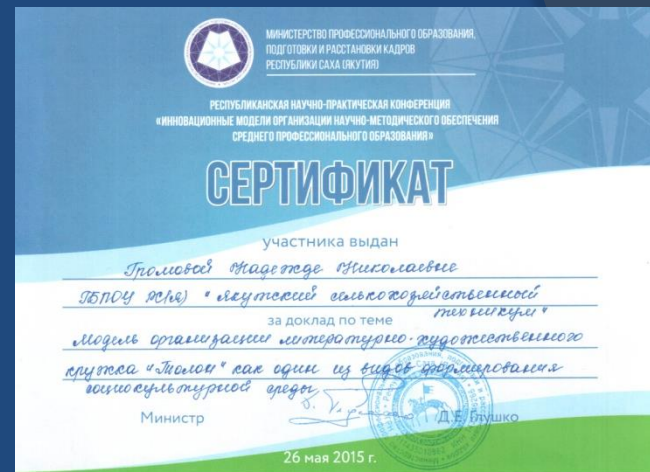 МИНИСТЕРСТВО ПРОФЕССИОНАЛЬНОГО ОБРАЗОВАНИЯ,
ПОДГОТОВКИ И РАССТАНОВКИ КАДРОВ
РЕСПУБЛИКИ САХА (ЯКУТИЯ)
РЕСПУБЛИКАНСКАЯ НАУЧНО-ПРАКТИЧЕСКАЯ КОНФЕРЕНЦИЯ
«ИННОВАЦИОННЫЕ МОДЕЛИ ОРГАНИЗАЦИИ НАУЧНО-МЕТОДИЧЕСКОГО ОБЕСПЕЧЕНИЯ
СРЕДНЕГО ПРОФЕССИОНАЛЬНОГО ОБРАЗОВАНИЯ»
СЕРТИФИКАТ
участника выдан
Громовой Надежде Николаевне
ГБПОУ РС(Я) "Якутский сельскохозяйственный
техникум"
за доклад по теме
Модель организации литературно-художественного
кружка "Тюлон" как один из видов формирования
социокультурной среды
Министр
Д.Е. Глушко
26 мая 2015 г.